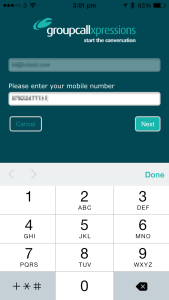 3:01 pm
63%
groupcallxpressions
start the conversation
Please enter your mobile number
Cancel
Next
Done
1
2
ABC
3
DEF
4
GHI
5
JKL
6
MNO
7
PQRS
8
TUV
9
WXYZ
+*#
0